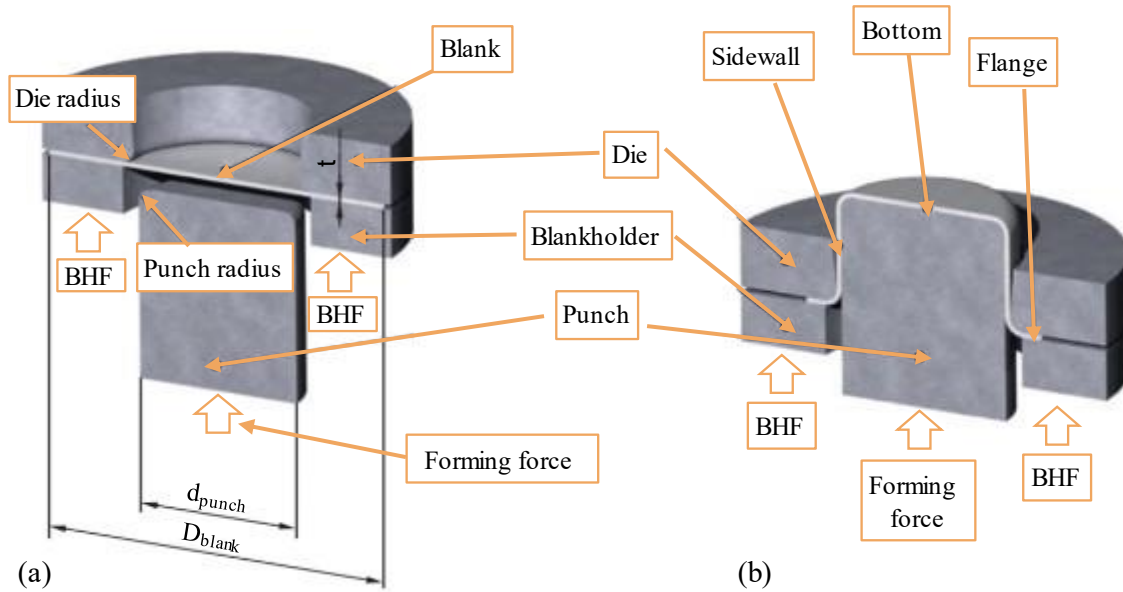 Blank
Die radius
t
Punch radius
BHF
BHF
Die
Blankholder
Punch
Forming force
d_punch
D_blank
(a)
Bottom
Sidewall
Flange
BHF
Forming
force
BHF
(b)